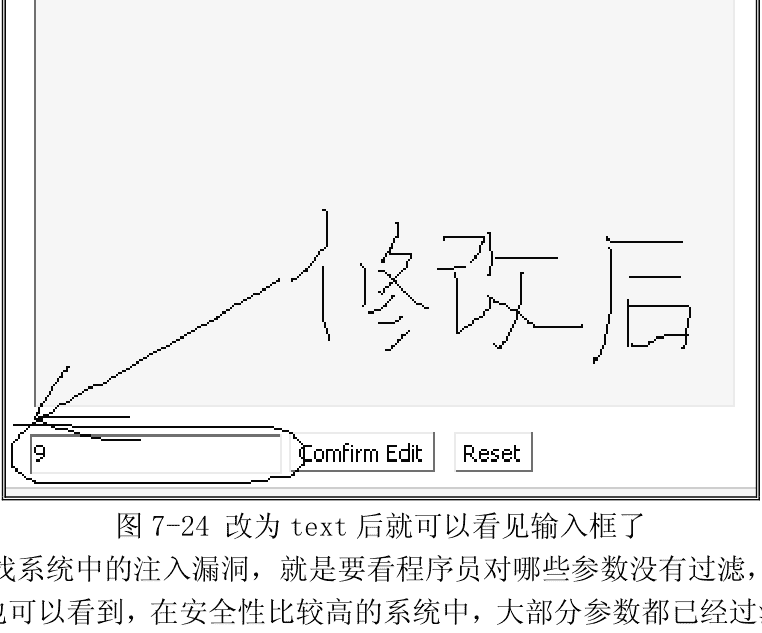 修改后
9 Comfirm Edit Reset
图 7-24 改为 text 后就可以看见输入框了
找系统中的注入漏洞，就是要看程序员对哪些参数没有过滤，
也可以看到，在安全性比较高的系统中，大部分参数都已经过